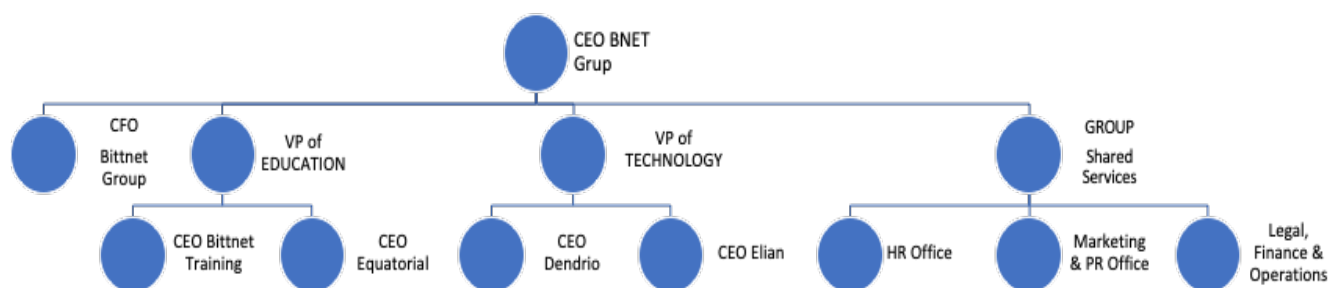 CEO BNET
Grup
CFO
Bittnet
Group
VP of
EDUCATION
VP of
TECHNOLOGY
GROUP
Shared
Services
CEO Bittnet
Training
CEO
Equatorial
CEO
Dendrio
CEO Elian
HR Office
Marketing
& PR Office
Legal,
Finance &
Operations